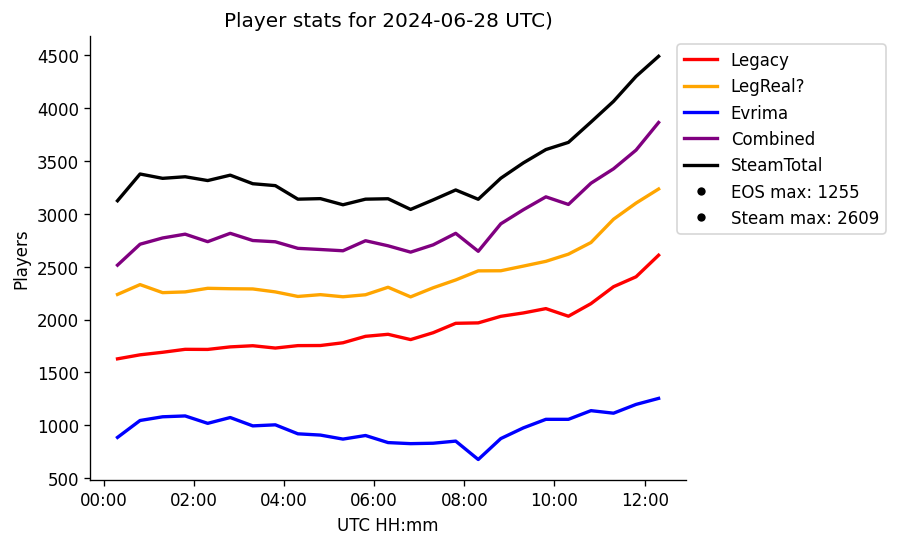 Player stats for 2024-06-28 UTC)
Players
4500
4000
3500
3000
2500
2000
1500
1000
500
00:00 02:00 04:00 06:00 08:00 10:00 12:00
UTC HH:mm
Legacy
LegReal?
Evrima
Combined
SteamTotal
EOS max: 1255
Steam max: 2609